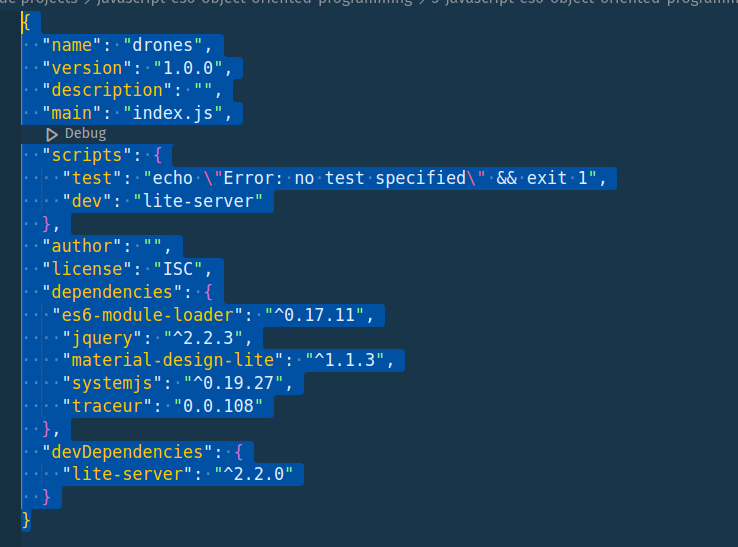 de projects > javascript-es6-object-oriented-programming > 5-javascript-es6-object-oriented-programmin
{
  "name": "drones",
  "version": "1.0.0",
  "description": "",
  "main": "index.js",
Debug
  "scripts": {
    "test": "echo \"Error: no test specified\" && exit 1",
    "dev": "lite-server"
  },
  "author": "",
  "license": "ISC",
  "dependencies": {
   "es6-module-loader": "^0.17.11",
    "jquery": "^2.2.3",
    "material-design-lite": "^1.1.3",
    "systemjs": "^0.19.27",
    "traceur": "0.0.108"
  },
  "devDependencies": {
    "lite-server": "^2.2.0"
  }
}